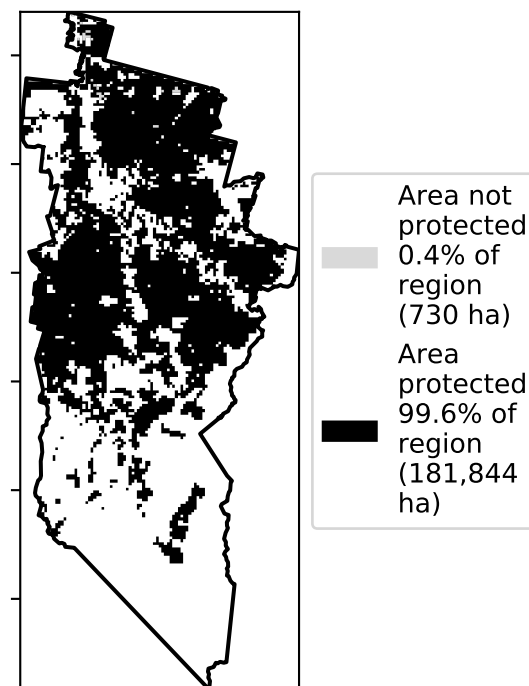 Area not
protected
0.4% of
region
(730 ha)
Area
protected
99.6% of
region
(181,844
ha)